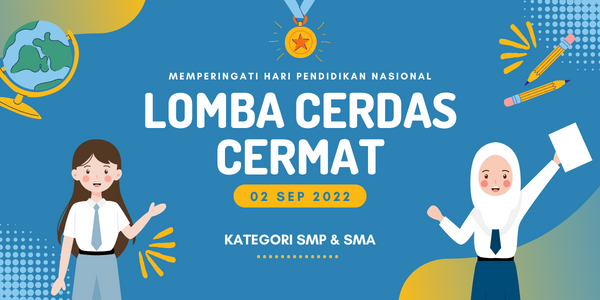 MEMPERINGATI HARI PENDIDIKAN NASIONAL
LOMBA CERDAS
CERMAT
02 SEP 2022
KATEGORI SMP & SMA